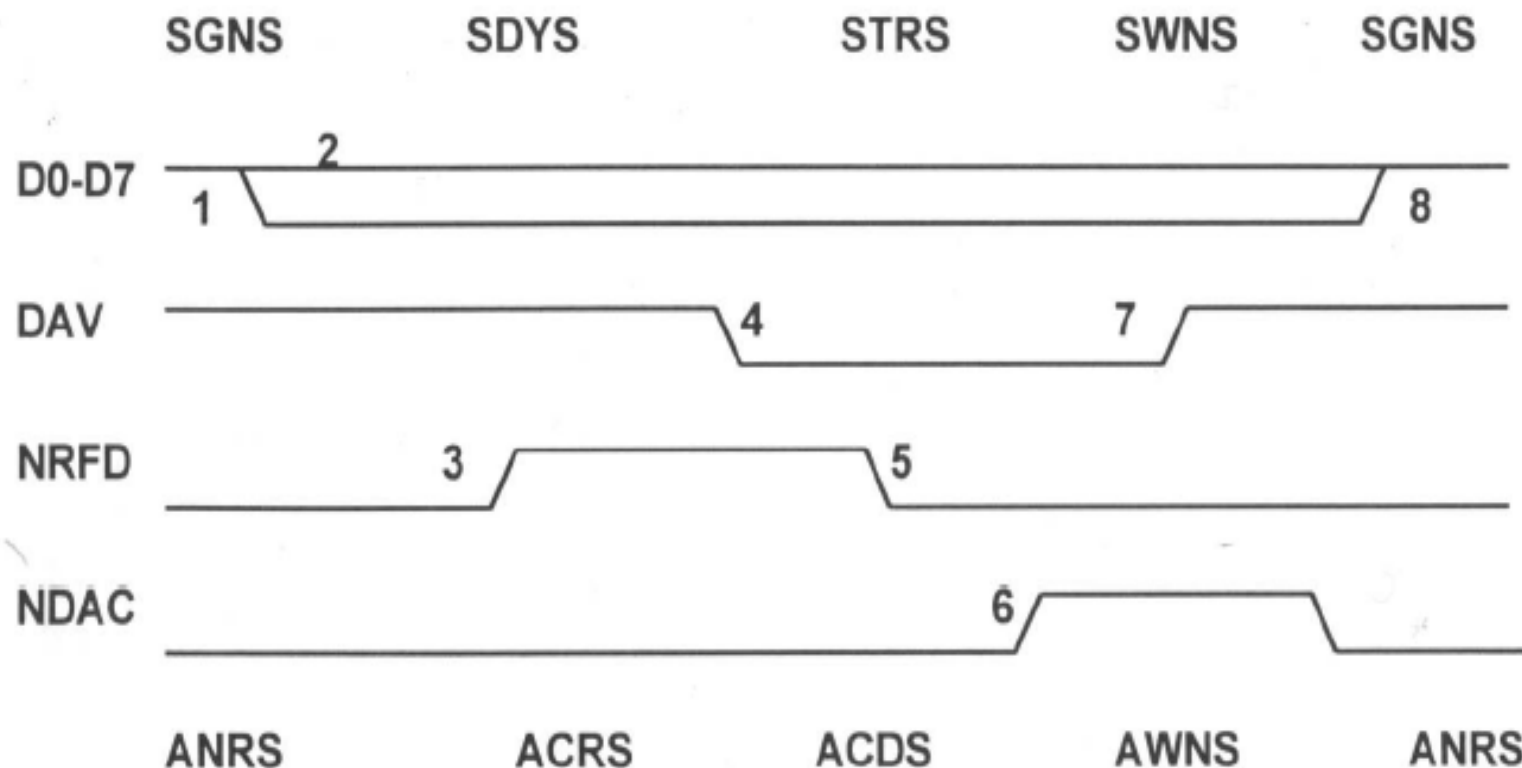 SGNS SDYS STRS SWNS SGNS
2
D0-D7 1 8
DAV 4 7
NRFD 3 5
NDAC 6
ANRS ACRS ACDS AWNS ANRS